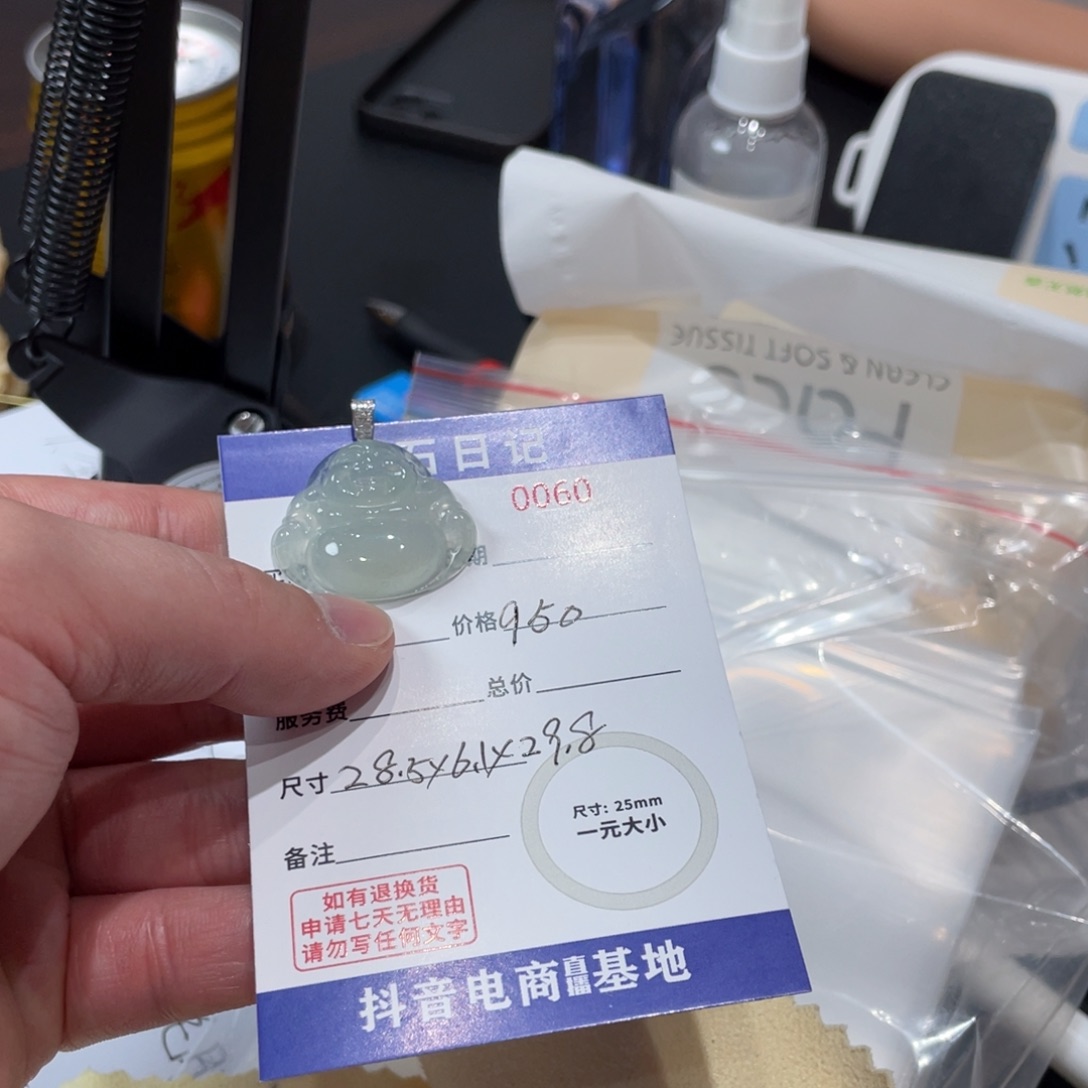 石日记
0060
期
价格950
服务费
总价
尺寸28.5x6.1x29.8
尺寸: 25mm
一元大小
备注
如有退换货
申请七天无理由
请勿写任何文字
抖音电商直播基地
CLEAN & SOFT TISSUE